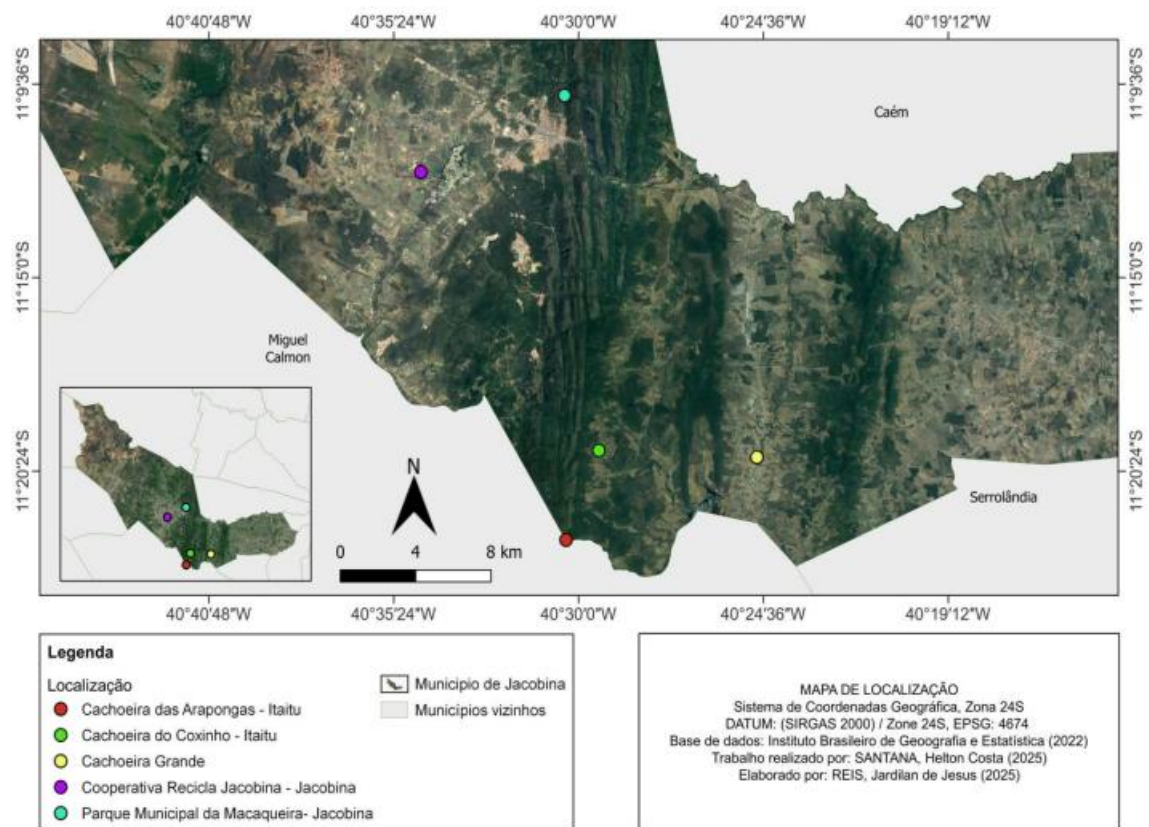 40°40'48"W 40°35'24"W 40°30'0"W 40°24'36"W 40°19'12"W
11°9'36"S 11°9'36"S
Caém
11°15'0"S 11°15'0"S
Miguel
Calmon
11°20'24"S 11°20'24"S
N
Serrolândia
0 4 8 km
40°40'48"W 40°35'24"W 40°30'0"W 40°24'36"W 40°19'12"W
Legenda
Localização
Cachoeira das Arapongas - Itaitu
Cachoeira do Coxinho - Itaitu
Cachoeira Grande
Cooperativa Recicla Jacobina - Jacobina
Parque Municipal da Macaqueira- Jacobina
Municipio de Jacobina
Municípios vizinhos
MAPA DE LOCALIZAÇÃO
Sistema de Coordenadas Geográfica, Zona 24S
DATUM: (SIRGAS 2000) / Zone 24S, EPSG: 4674
Base de dados: Instituto Brasileiro de Geografia e Estatística (2022)
Trabalho realizado por: SANTANA, Helton Costa (2025)
Elaborado por: REIS, Jardilan de Jesus (2025)